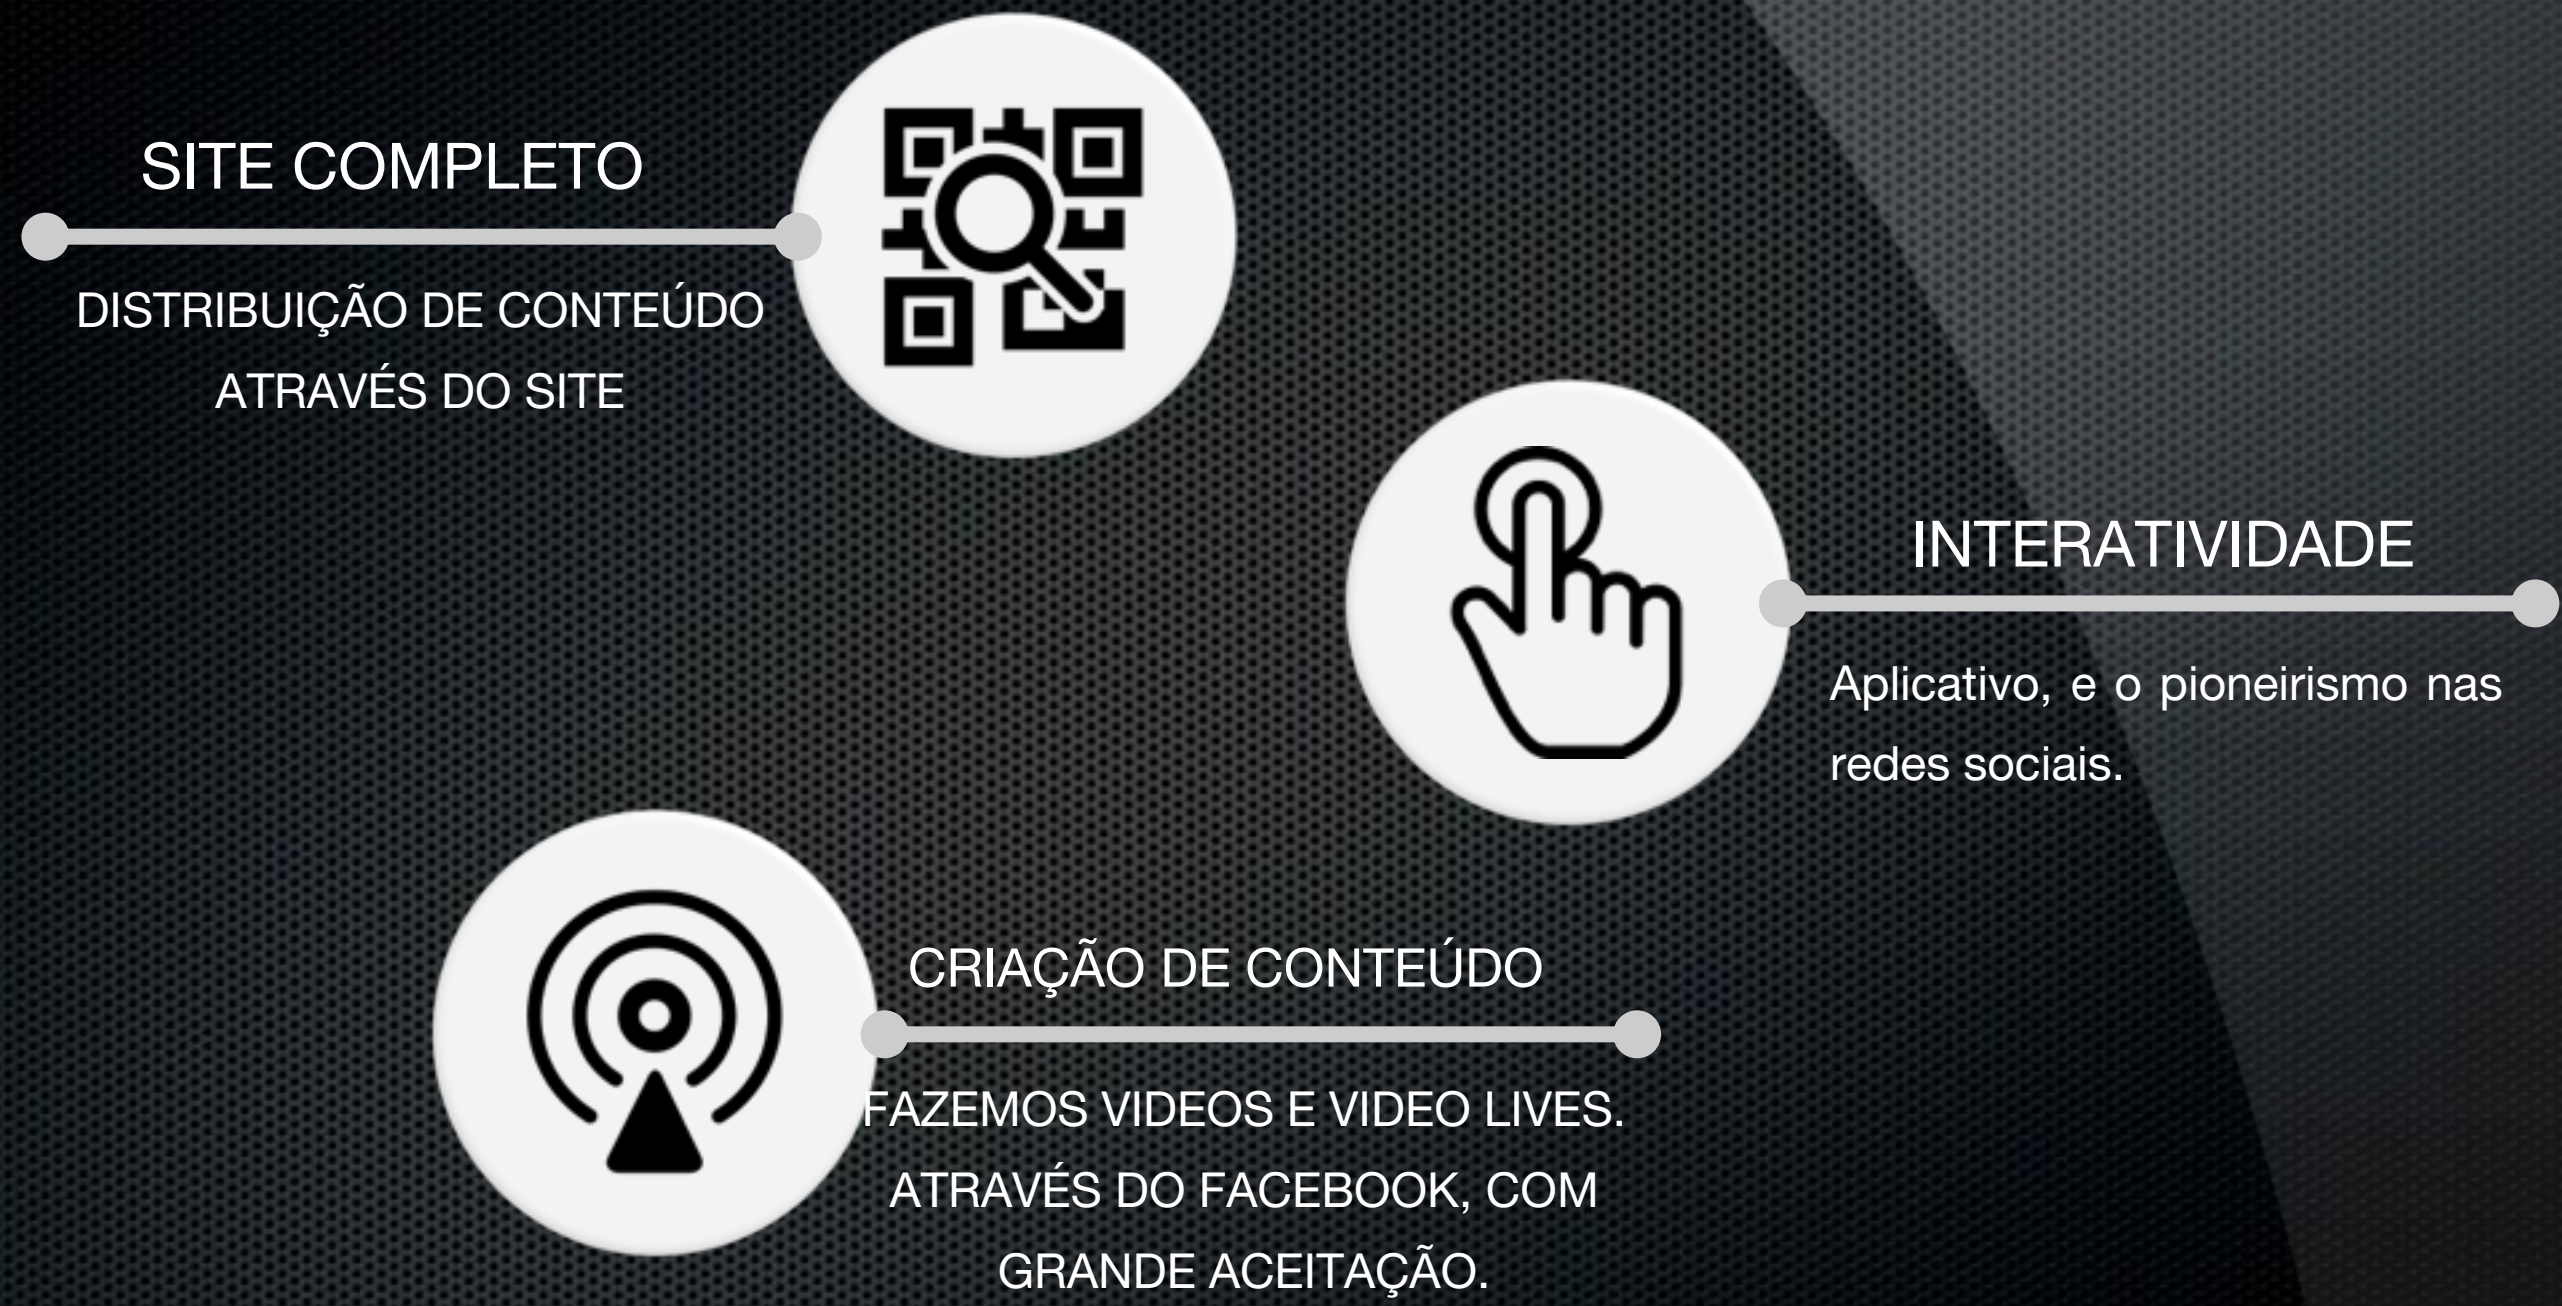 SITE COMPLETO
DISTRIBUIÇÃO DE CONTEÚDO
ATRAVÉS DO SITE
INTERATIVIDADE
Aplicativo, e o pioneirismo nas
redes sociais.
CRIAÇÃO DE CONTEÚDO
FAZEMOS VIDEOS E VIDEO LIVES.
ATRAVÉS DO FACEBOOK, COM
GRANDE ACEITAÇÃO.